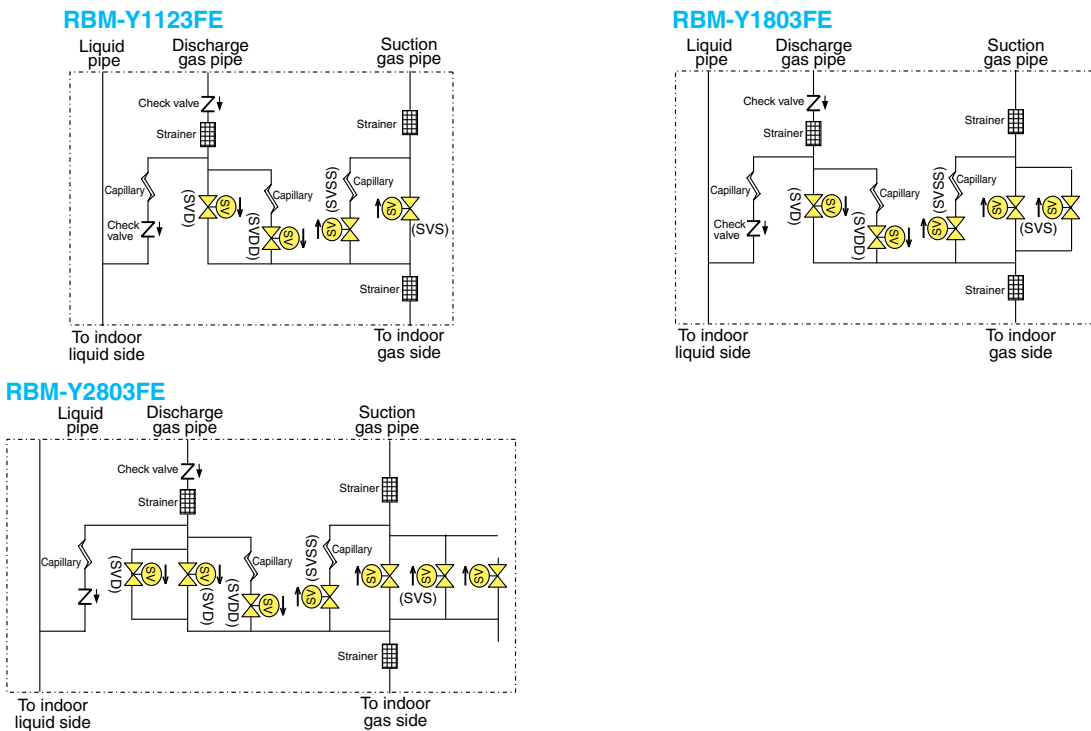 RBM-Y1123FE
Liquid
pipe
Discharge
gas pipe
Suction
gas pipe
Check valve
Strainer
Strainer
Capillary
Check
valve
(SVD)
SV
Capillary
(SVDD)
SV
(SSVS)
Capillary
SV
SV
(SVS)
Strainer
To indoor
liquid side
To indoor
gas side
RBM-Y1803FE
Liquid
pipe
Discharge
gas pipe
Suction
gas pipe
Check valve
Strainer
Strainer
Capillary
Check
valve
(SVD)
SV
Capillary
(SVDD)
SV
(SSVS)
Capillary
SV
SV
SV
(SVS)
Strainer
To indoor
liquid side
To indoor
gas side
RBM-Y2803FE
Liquid
pipe
Discharge
gas pipe
Suction
gas pipe
Check valve
Strainer
Strainer
Capillary
(SVD)
SV
SV
(SVD)
Capillary
(SVDD)
SV
(SSVS)
Capillary
SV
SV
(SVS)
SV
SV
Strainer
To indoor
liquid side
To indoor
gas side